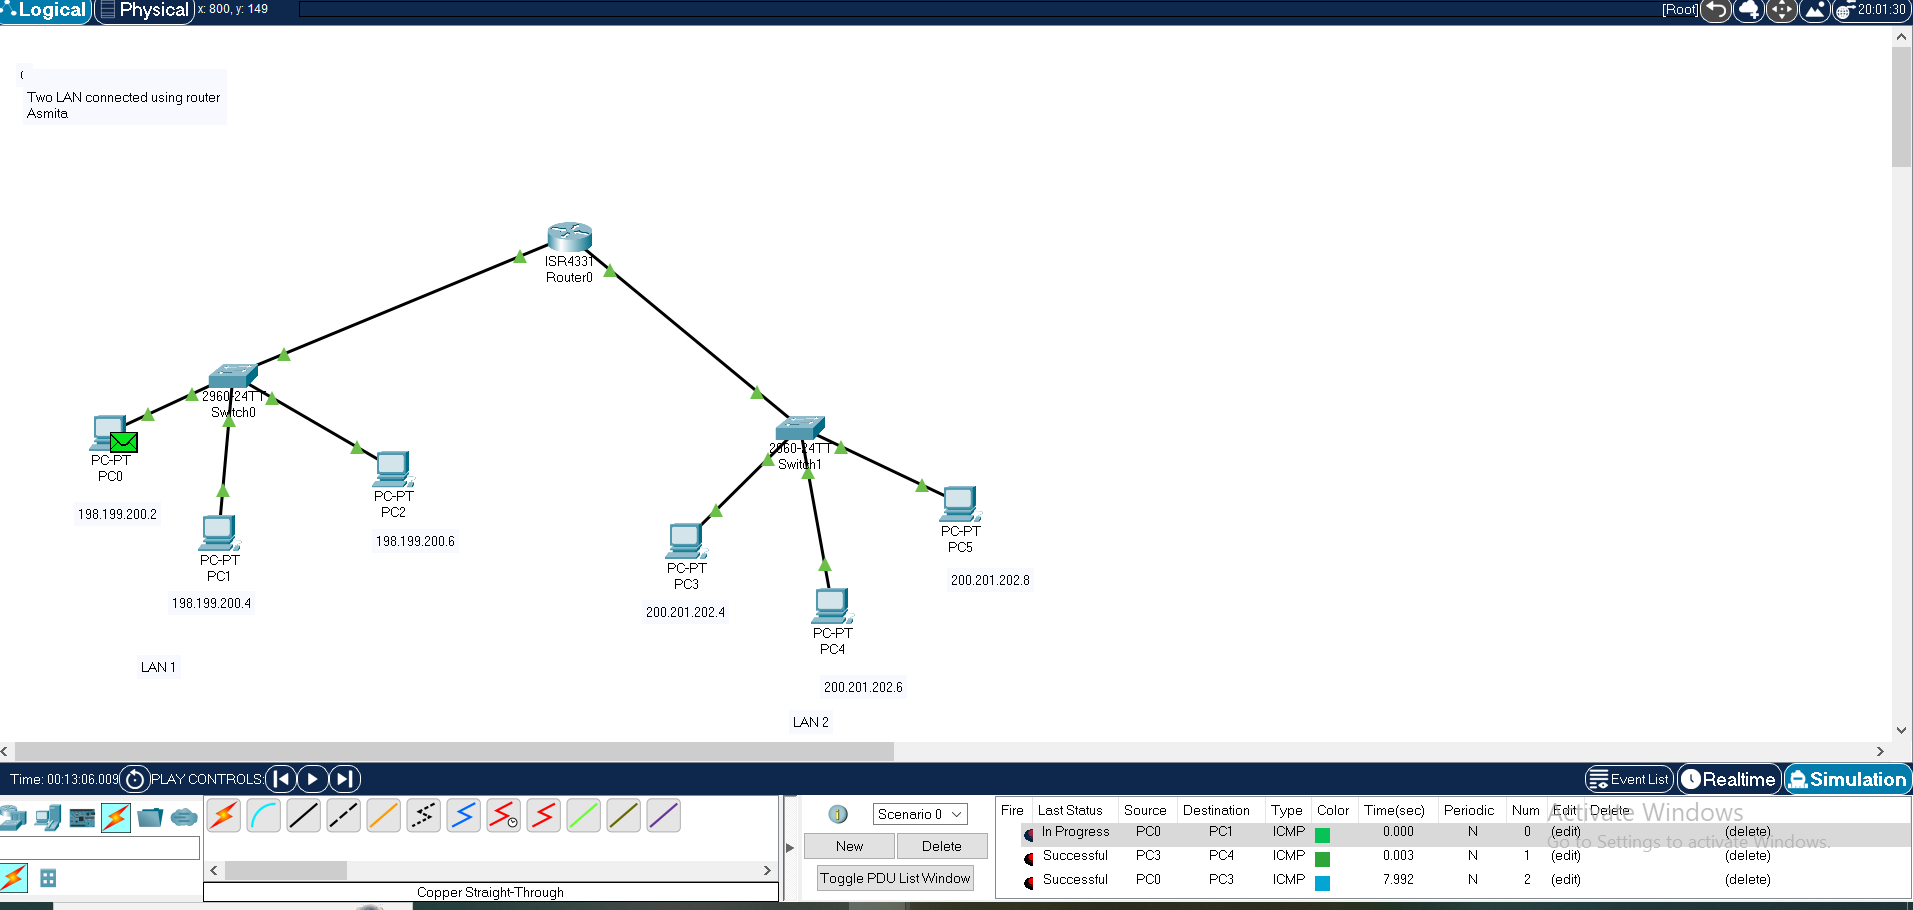 Logical Physical x: 800, y: 149 [Root] 20:01:30
Two LAN connected using router
Asmita
ISR4331
Router0
2960-24TT
Switch0
PC-PT
PC0
198.199.200.2
PC-PT
PC1
198.199.200.4
PC-PT
PC2
198.199.200.6
LAN 1
2960-24TT
Switch1
PC-PT
PC3
200.201.202.4
PC-PT
PC4
200.201.202.6
PC-PT
PC5
200.201.202.8
LAN 2
Time: 00:13:06.009 PLAY CONTROLS: Event List Realtime Simulation
Copper Straight-Through
Scenario 0
New Delete
Toggle PDU List Window
Fire Last Status Source Destination Type Color Time(sec) Periodic Num Edit Delete
In Progress PC0 PC1 ICMP 0.000 N 0 (edit) (delete)
Successful PC3 PC4 ICMP 0.003 N 1 (edit) (delete)
Successful PC0 PC3 ICMP 7.992 N 2 (edit) (delete)
Activate Windows
Go to Settings to activate Windows.